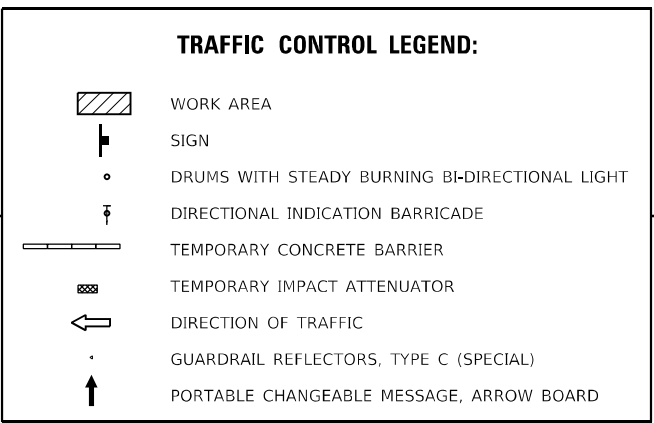 TRAFFIC CONTROL LEGEND:
WORK AREA
SIGN
DRUMS WITH STEADY BURNING BI-DIRECTIONAL LIGHT
DIRECTIONAL INDICATION BARRICADE
TEMPORARY CONCRETE BARRIER
TEMPORARY IMPACT ATTENUATOR
DIRECTION OF TRAFFIC
GUARDRAIL REFLECTORS, TYPE C (SPECIAL)
PORTABLE CHANGEABLE MESSAGE, ARROW BOARD